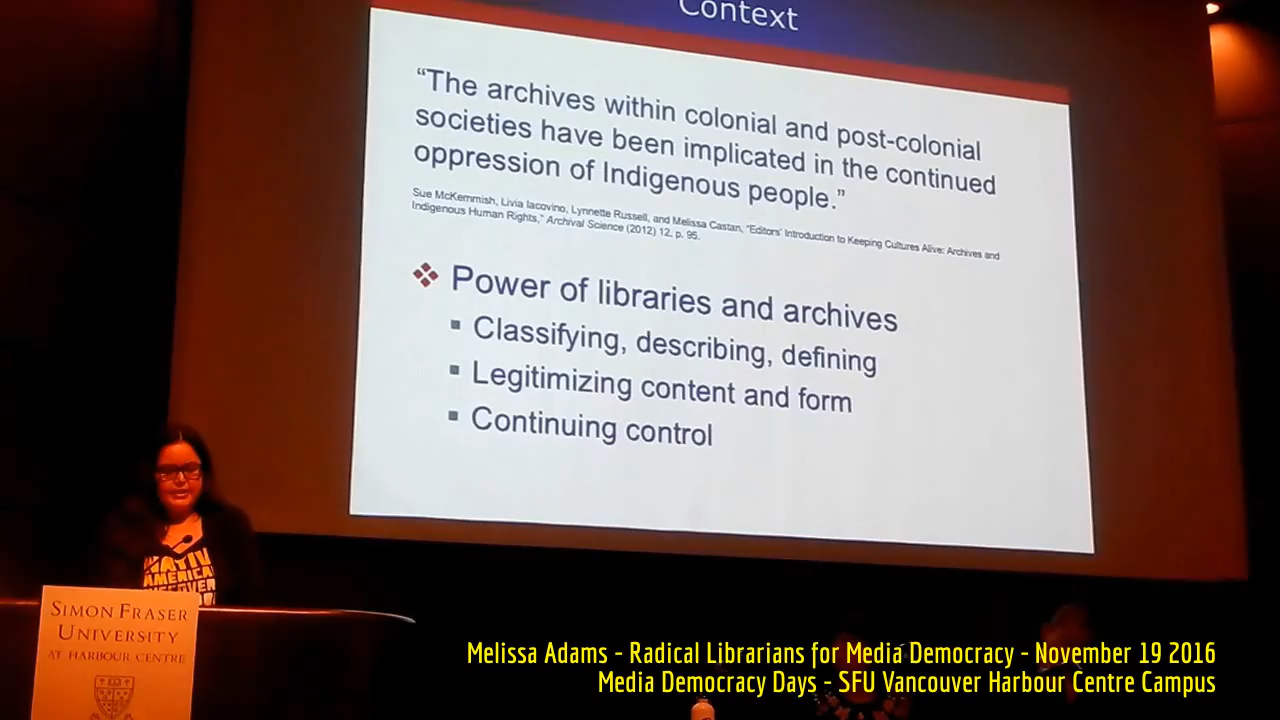 Context
“The archives within colonial and post-colonial
societies have been implicated in the continued
oppression of Indigenous people.”
Sue McKemmish, Livia Iacovino, Lynnette Russell, and Melissa Castan, “Editors’ Introduction to Keeping Cultures Alive: Archives and
Indigenous Human Rights,” Archival Science (2012) 12, p. 95.
Power of libraries and archives
Classifying, describing, defining
Legitimizing content and form
Continuing control
NATIV
AMERICA
SIMON FRASER
UNIVERSITY
AT HARBOUR CENTRE
Melissa Adams - Radical Librarians for Media Democracy - November 19 2016
Media Democracy Days - SFU Vancouver Harbour Centre Campus